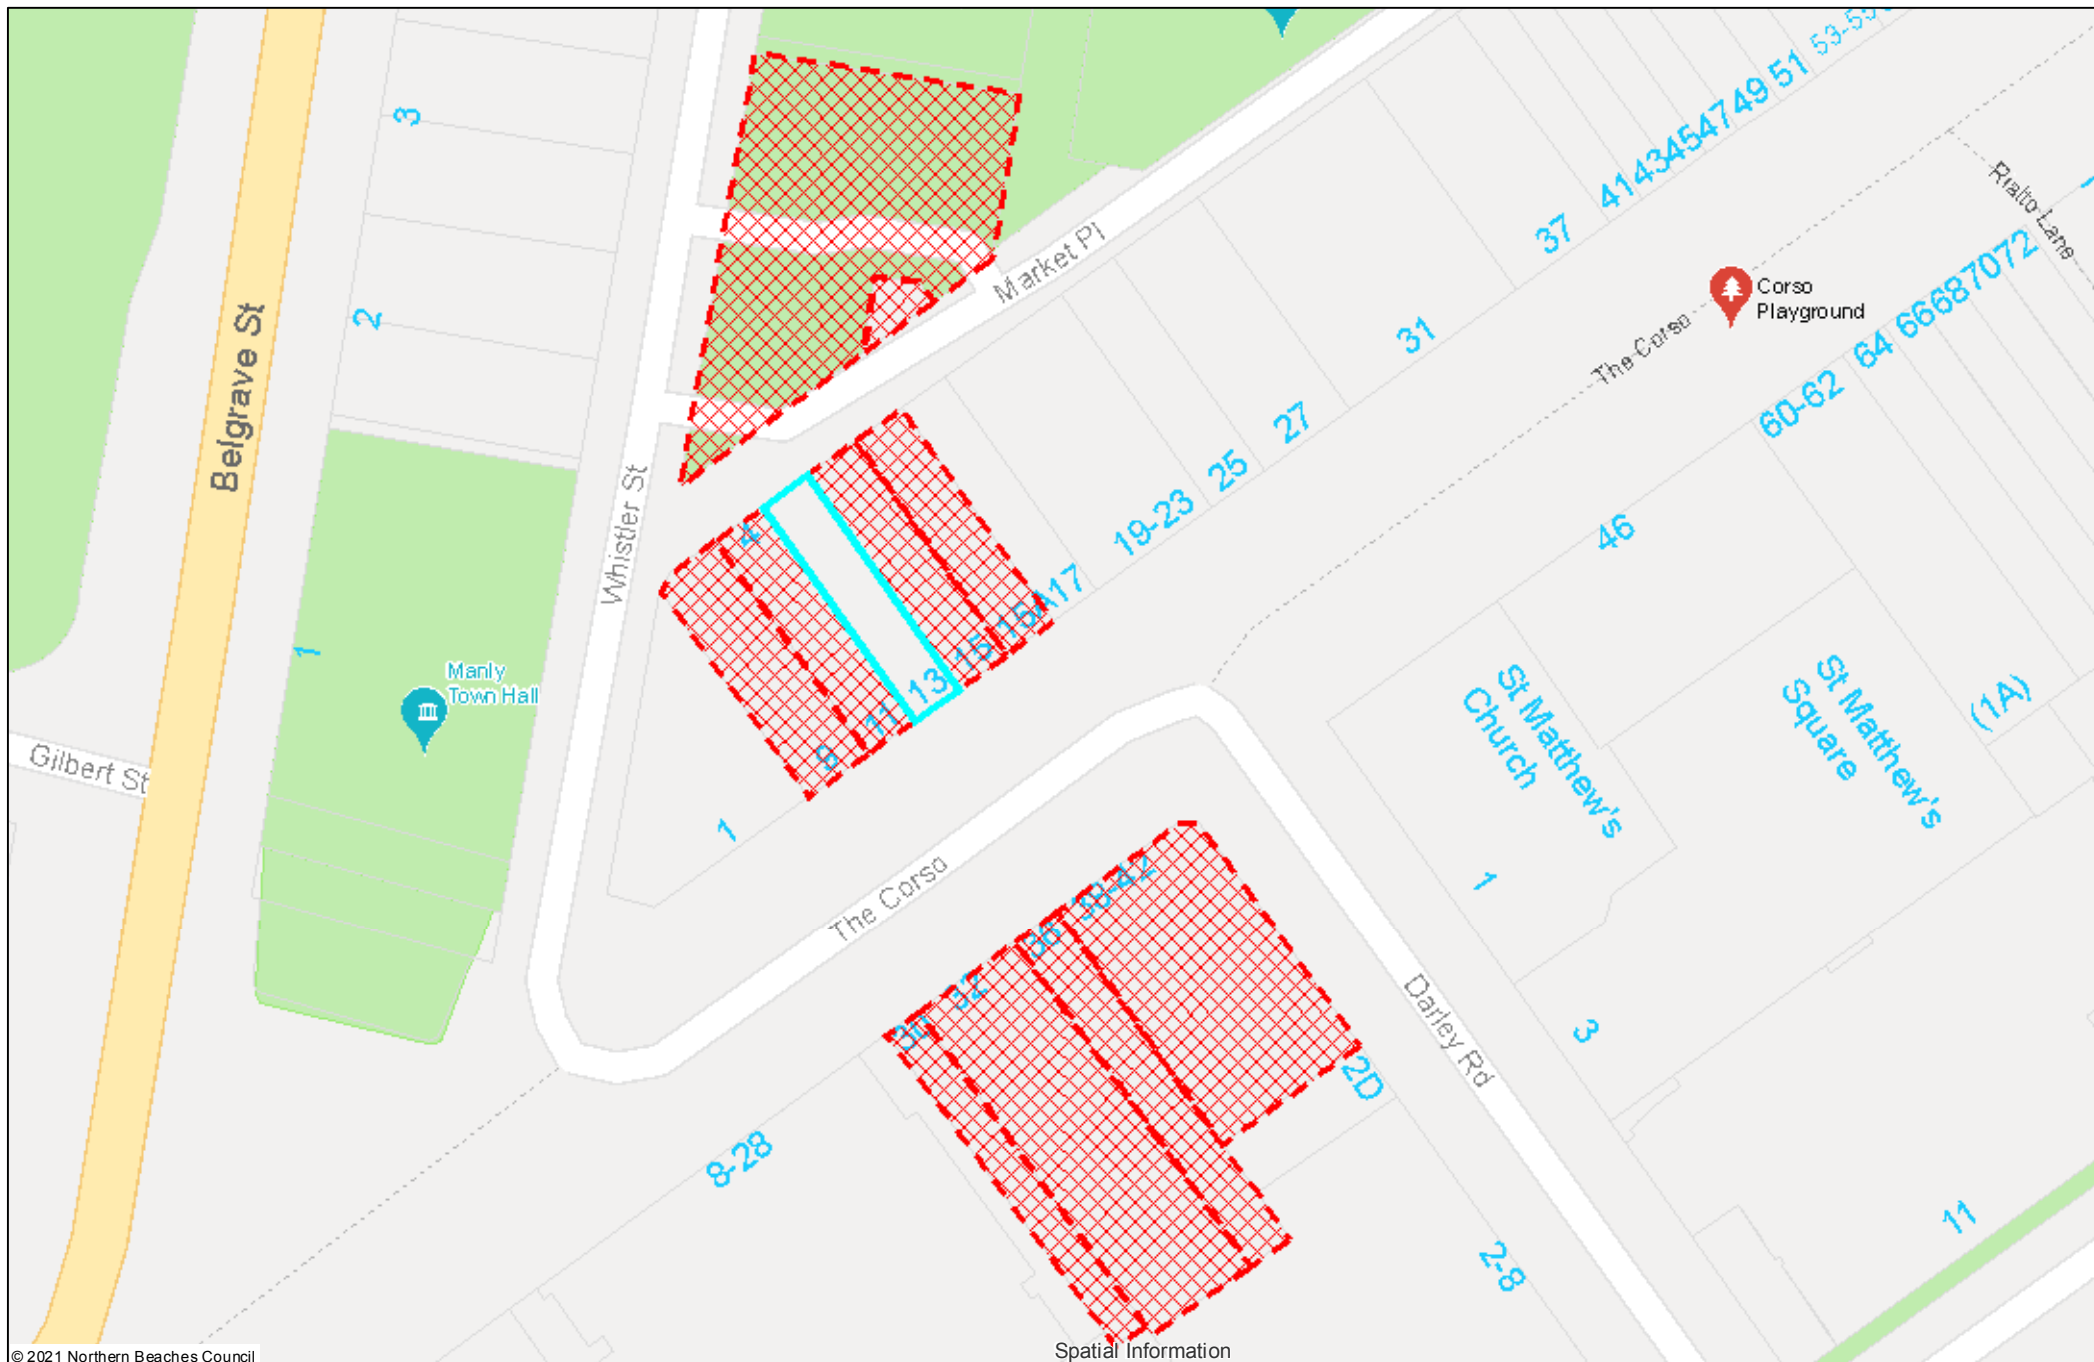 53-55
51
49
47
45
43
41
37
31
27
25
19-23
17
15A
15
13
11
9
4
1
3
2
1
Belgrave St
Whistler St
Market Pl
Rialto Lane
Corso
Playground
The Corso
72
70
68
66
64
60-62
46
Manly
Town Hall
Gilbert St
St Matthew's
Church
St Matthew's
Square
(1A)
The Corso
38-42
36
32
30
8-28
2D
Darley Rd
1
3
11
2-8
© 2021 Northern Beaches Council
Spatial Information